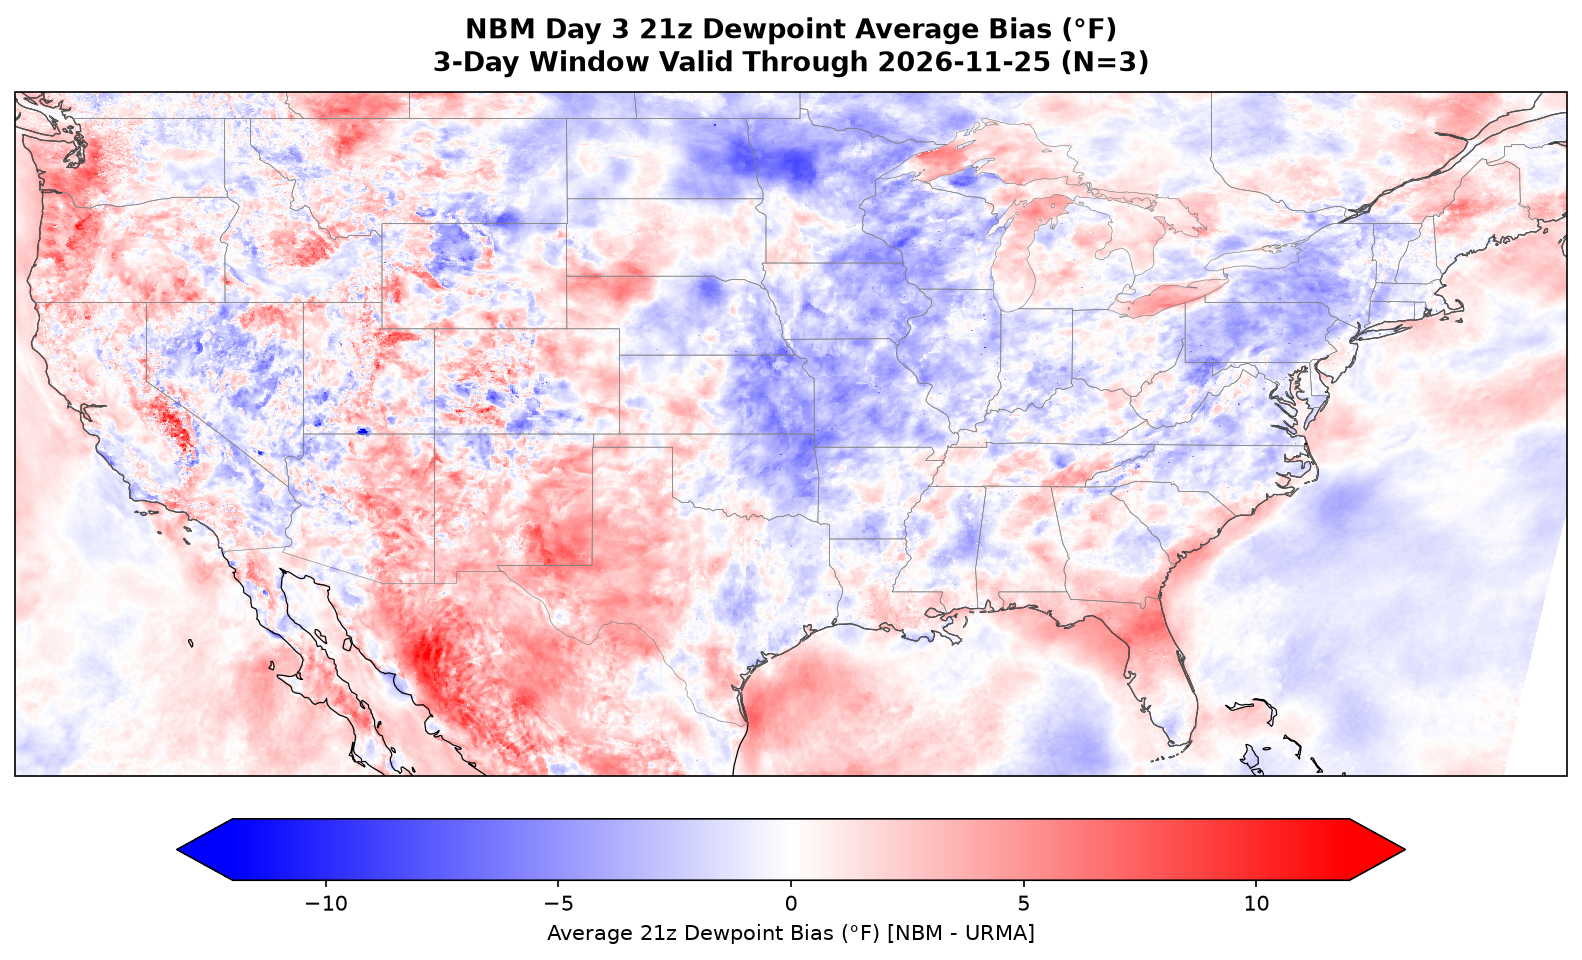 NBM Day 3 21z Dewpoint Average Bias (°F)
3-Day Window Valid Through 2026-11-25 (N=3)
−10 −5 0 5 10
Average 21z Dewpoint Bias (°F) [NBM - URMA]